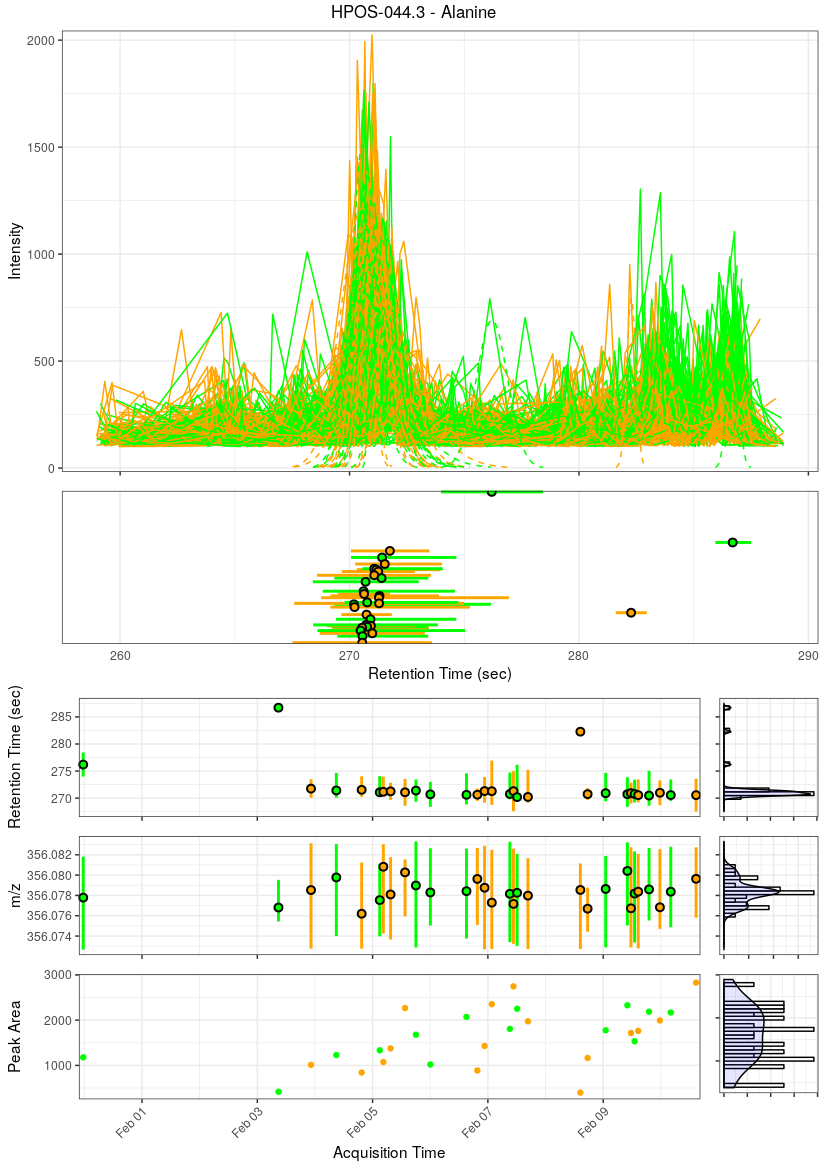 HPOS-044.3 - Alanine
2000
1500
1000
500
0
Intensity
260
270
280
290
Retention Time (sec)
285
280
275
270
Retention Time (sec)
356.082
356.080
356.078
356.076
356.074
m/z
3000
2000
1000
Peak Area
Feb 01
Feb 03
Feb 05
Feb 07
Feb 09
Acquisition Time